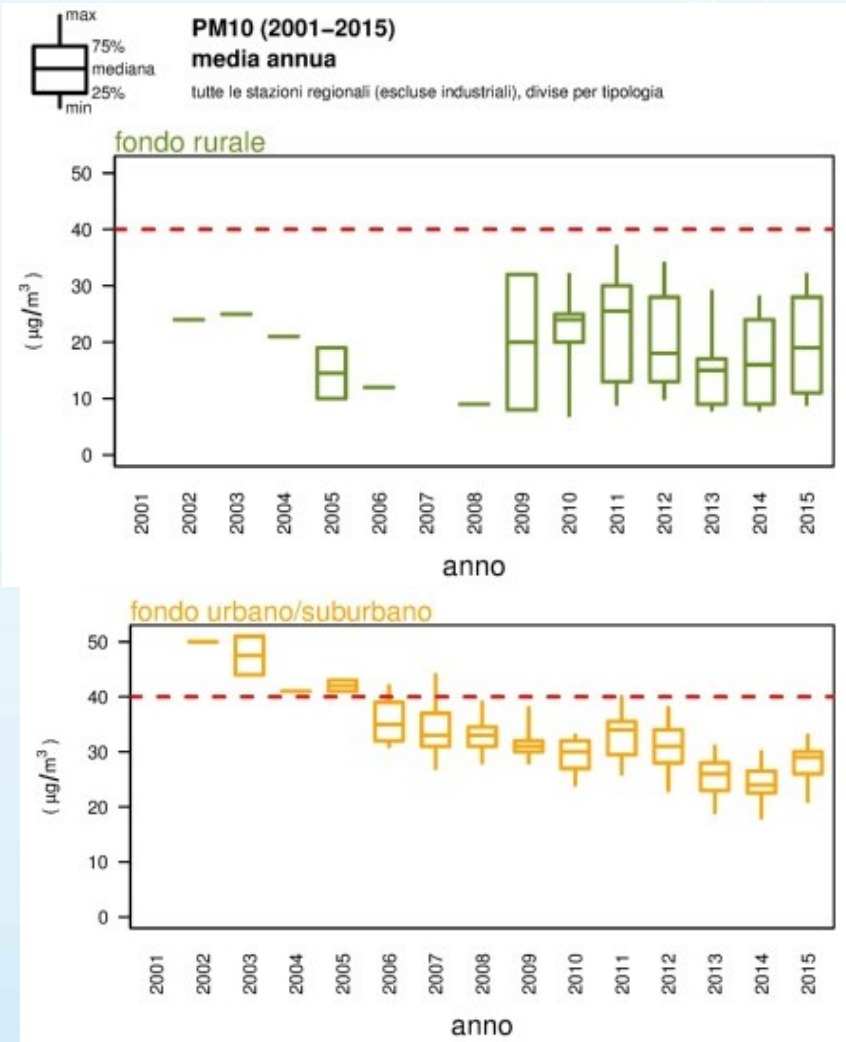 max
75%
mediana
25%
min
PM10 (2001−2015)
media annua
tutte le stazioni regionali (escluse industriali), divise per tipologia
fondo rurale
50
40
30
20
10
0
( µg/m³ )
2001 2002 2003 2004 2005 2006 2007 2008 2009 2010 2011 2012 2013 2014 2015
anno
fondo urbano/suburbano
50
40
30
20
10
0
( µg/m³ )
2001 2002 2003 2004 2005 2006 2007 2008 2009 2010 2011 2012 2013 2014 2015
anno